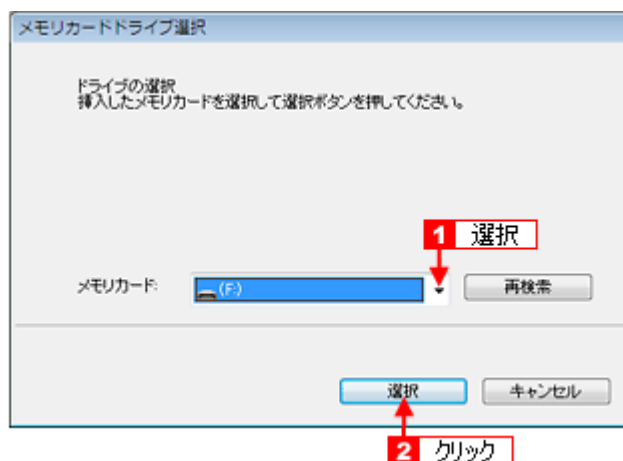 メモリカードドライブ選択
ドライブの選択
挿入したメモリカードを選択して選択ボタンを押してください。
1 選択
メモリカード: (F:) 再検索
選択 キャンセル
2 クリック